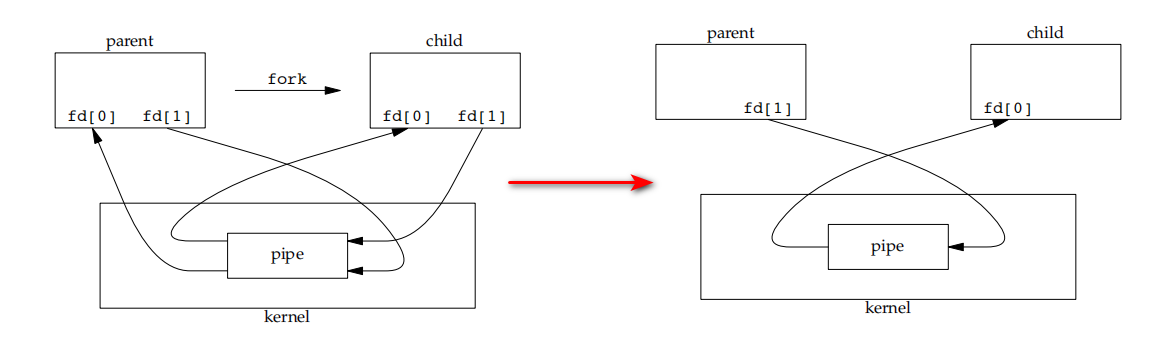 parent
child
fork
fd[0] fd[1]
fd[0] fd[1]
pipe
kernel
parent
child
fd[1]
fd[0]
pipe
kernel